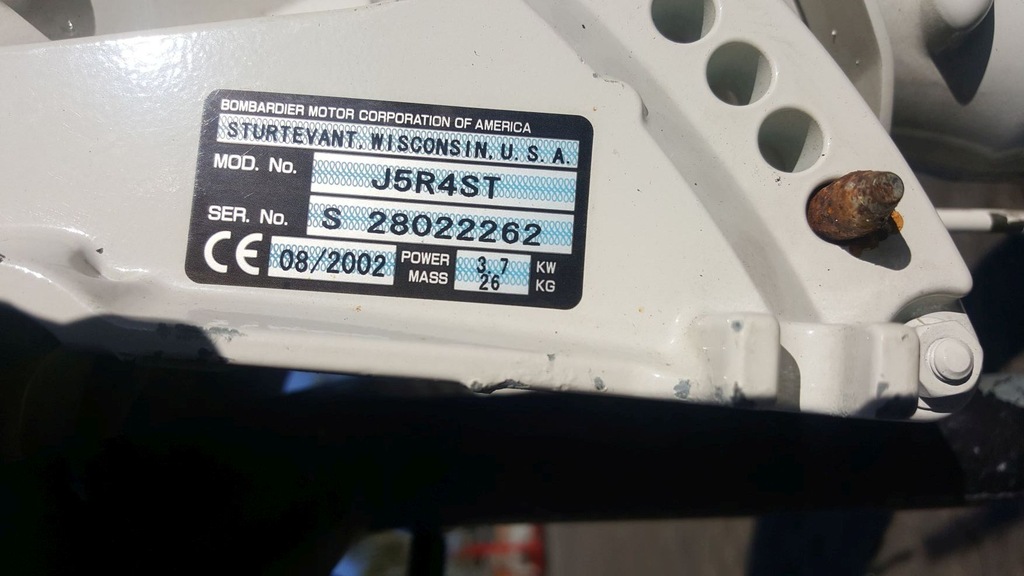 BOMBARDIER MOTOR CORPORATION OF AMERICA
STURTEVANT, WISCONSIN, U. S. A.
MOD. No. J5R4ST
SER. No. S 28022262
CE 08/2002 POWER 3.7 KW
MASS 26 KG